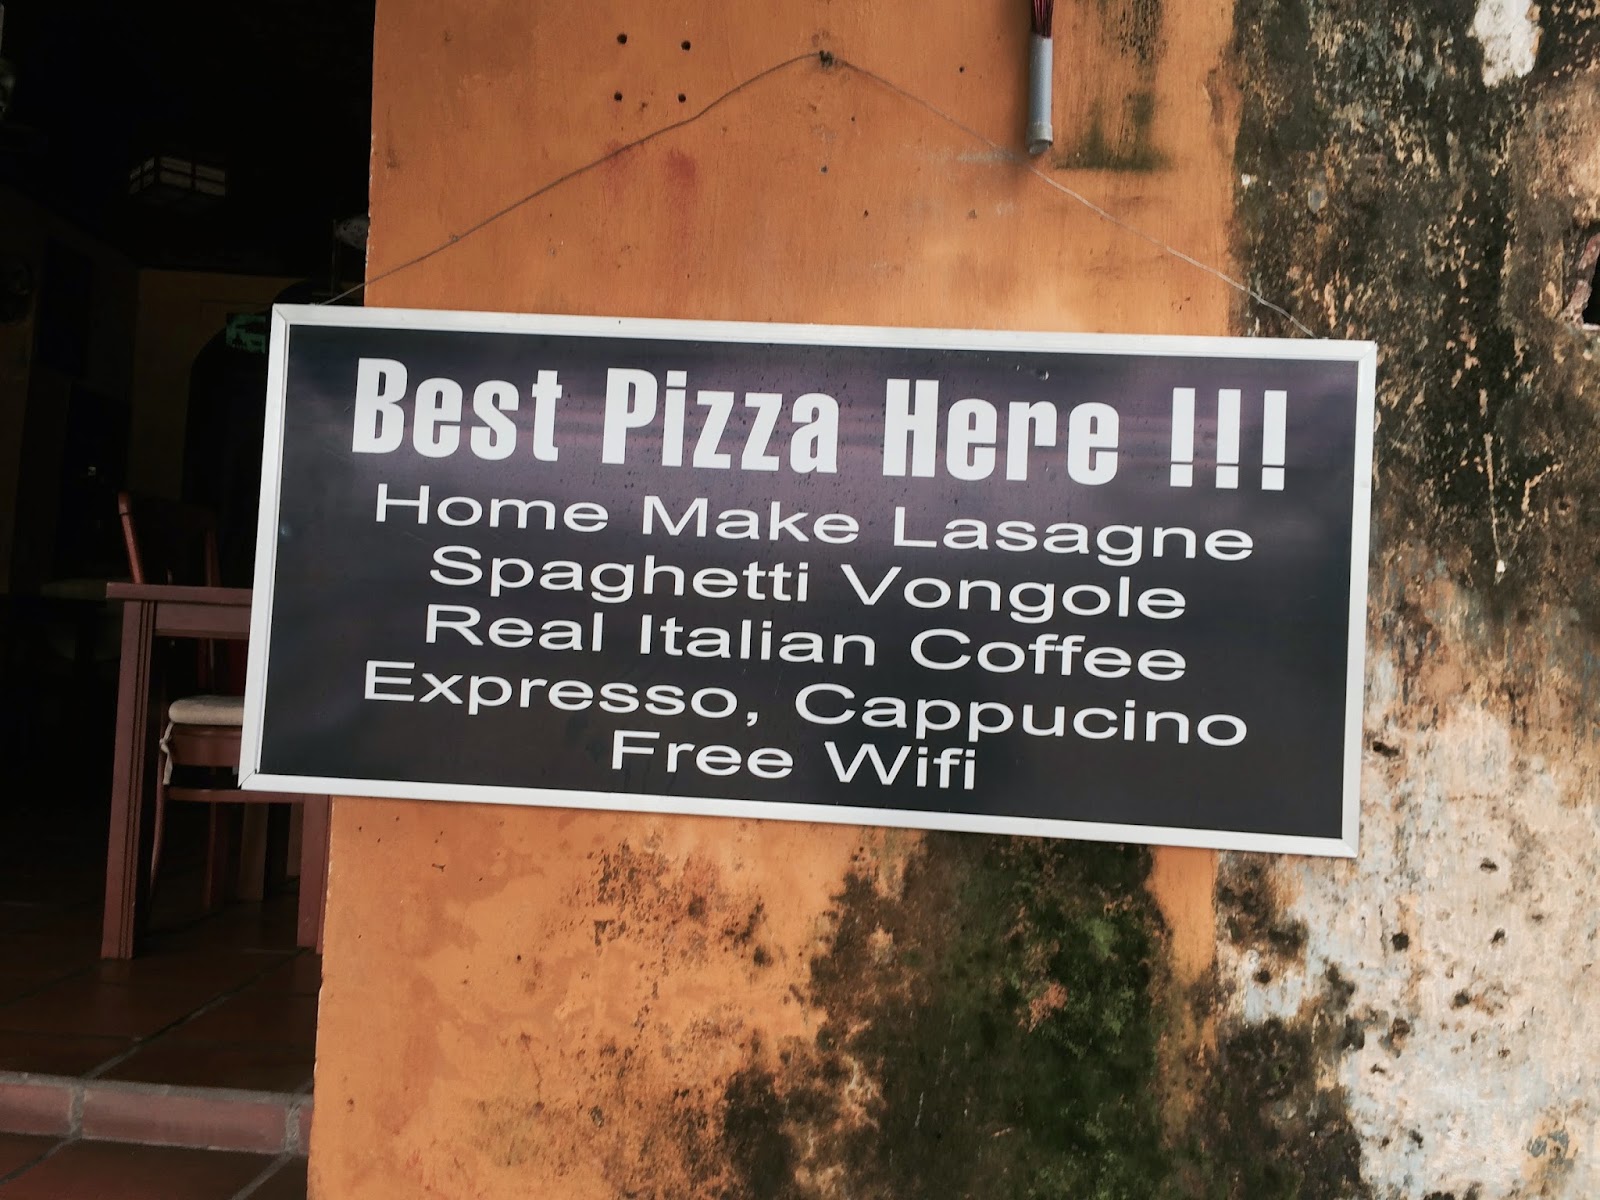 Best Pizza Here !!!
Home Make Lasagne
Spaghetti Vongole
Real Italian Coffee
Expresso, Cappucino
Free Wifi